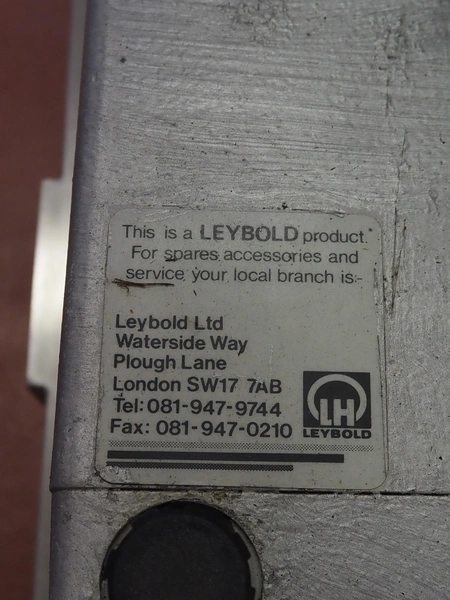 This is a LEYBOLD product.
For spares, accessories and
service your local branch is:-
Leybold Ltd
Waterside Way
Plough Lane
London SW17 7AB
Tel: 081-947-9744
Fax: 081-947-0210
LH
LEYBOLD